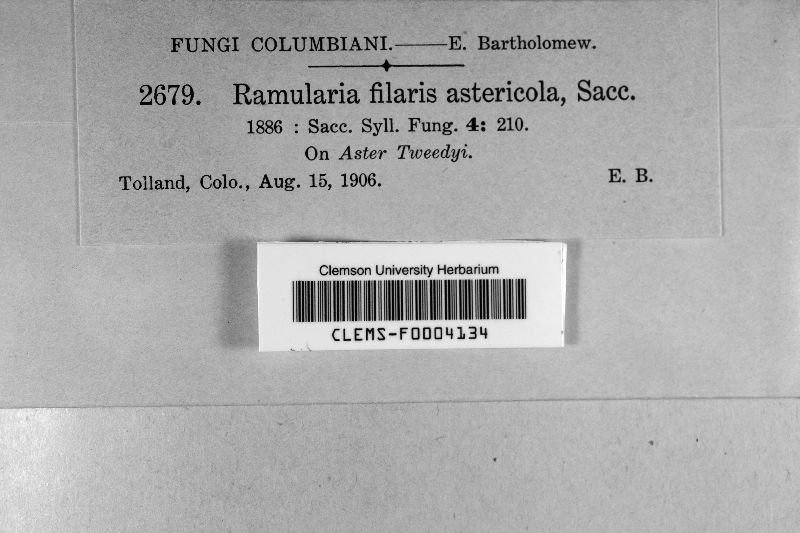 FUNGI COLUMBIANI.——E. Bartholomew.
2679. Ramularia filaris astericola, Sacc.
1886 : Sacc. Syll. Fung. 4: 210.
On Aster Tweedyi.
Tolland, Colo., Aug. 15, 1906. E. B.
Clemson University Herbarium
CLEMS-F0004134